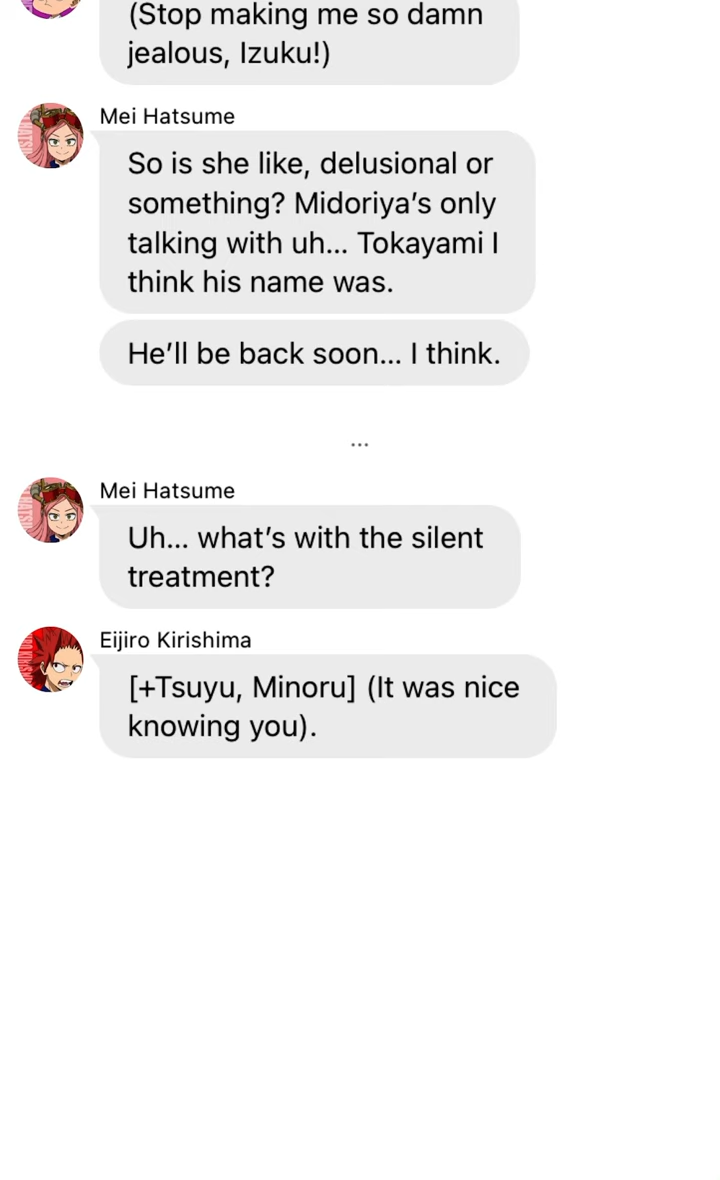 (Stop making me so damn
jealous, Izuku!)
Mei Hatsume
So is she like, delusional or
something? Midoriya's only
talking with uh... Tokayami I
think his name was.
He'll be back soon... I think.
...
Mei Hatsume
Uh... what's with the silent
treatment?
Eijiro Kirishima
[+Tsuyu, Minoru] (It was nice
knowing you).